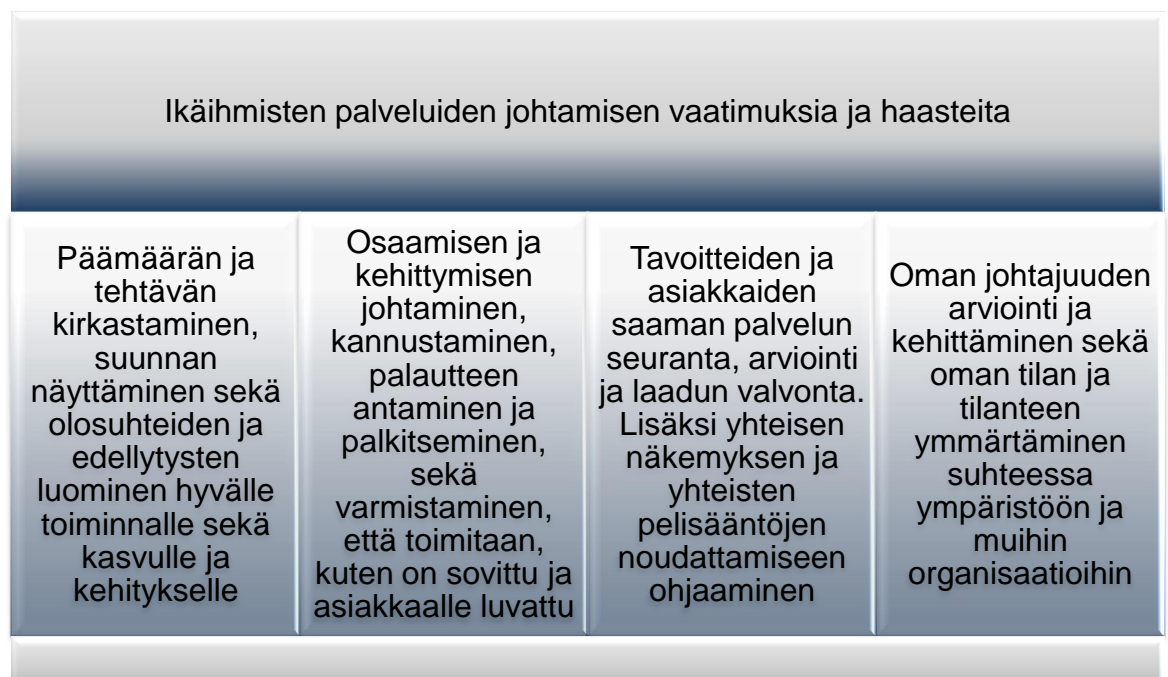 Ikäihmisten palveluiden johtamisen vaatimuksia ja haasteita
Päämäärän ja
tehtävän
kirkastaminen,
suunnan
näyttäminen sekä
olosuhteiden ja
edellytysten
luominen hyvälle
toiminnalle sekä
kasvulle ja
kehitykselle
Osaamisen ja
kehittymisen
johtaminen,
kannustaminen,
palautteen
antaminen ja
palkitseminen,
sekä
varmistaminen,
että toimitaan,
kuten on sovittu ja
asiakkaalle luvattu
Tavoitteiden ja
asiakkaiden
saaman palvelun
seuranta, arviointi
ja laadun valvonta.
Lisäksi yhteisen
näkemyksen ja
yhteisten
pelisääntöjen
noudattamiseen
ohjaaminen
Oman johtajuuden
arviointi ja
kehittäminen sekä
oman tilan ja
tilanteen
ymmärtäminen
suhteessa
ympäristöön ja
muihin
organisaatioihin